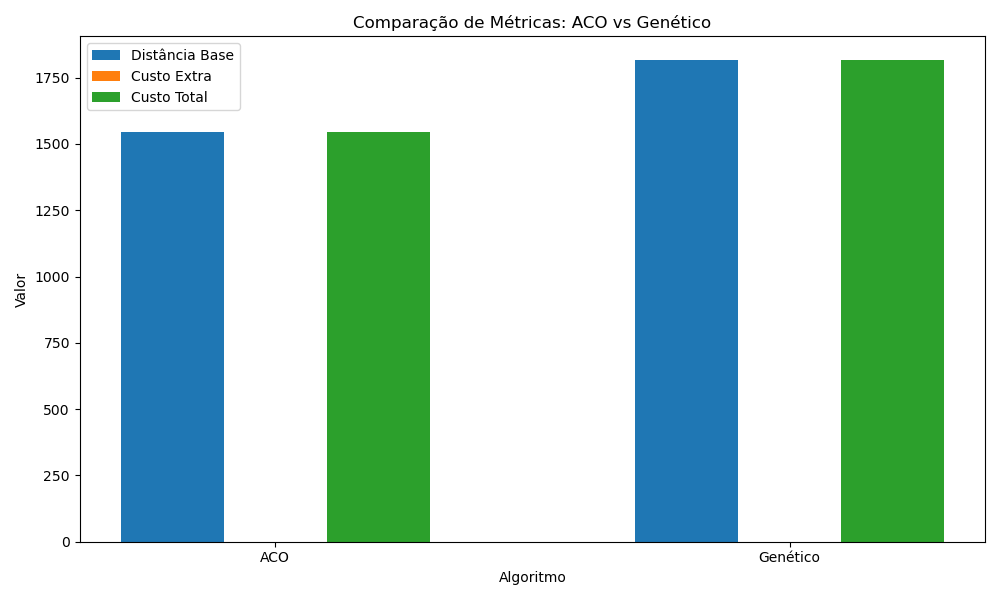 Comparação de Métricas: ACO vs Genético
Distância Base
Custo Extra
Custo Total
Valor
1750
1500
1250
1000
750
500
250
0
ACO
Genético
Algoritmo